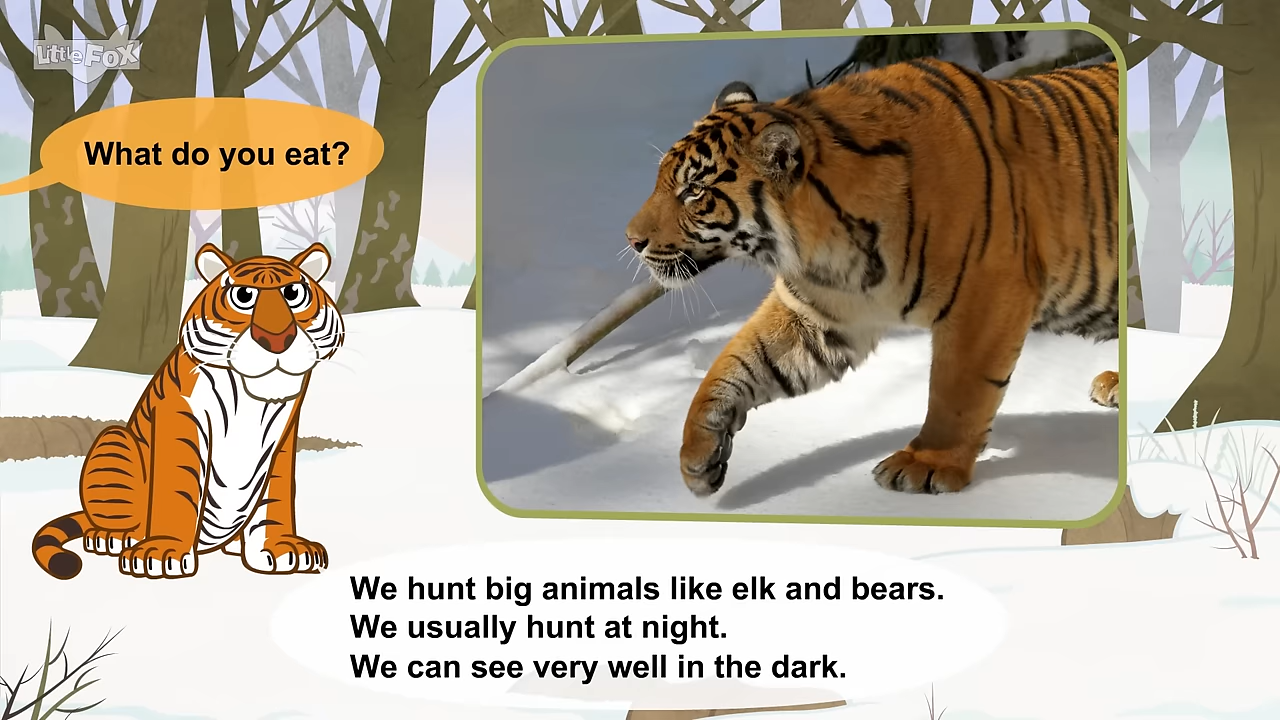 Little Fox
What do you eat?
We hunt big animals like elk and bears.
We usually hunt at night.
We can see very well in the dark.